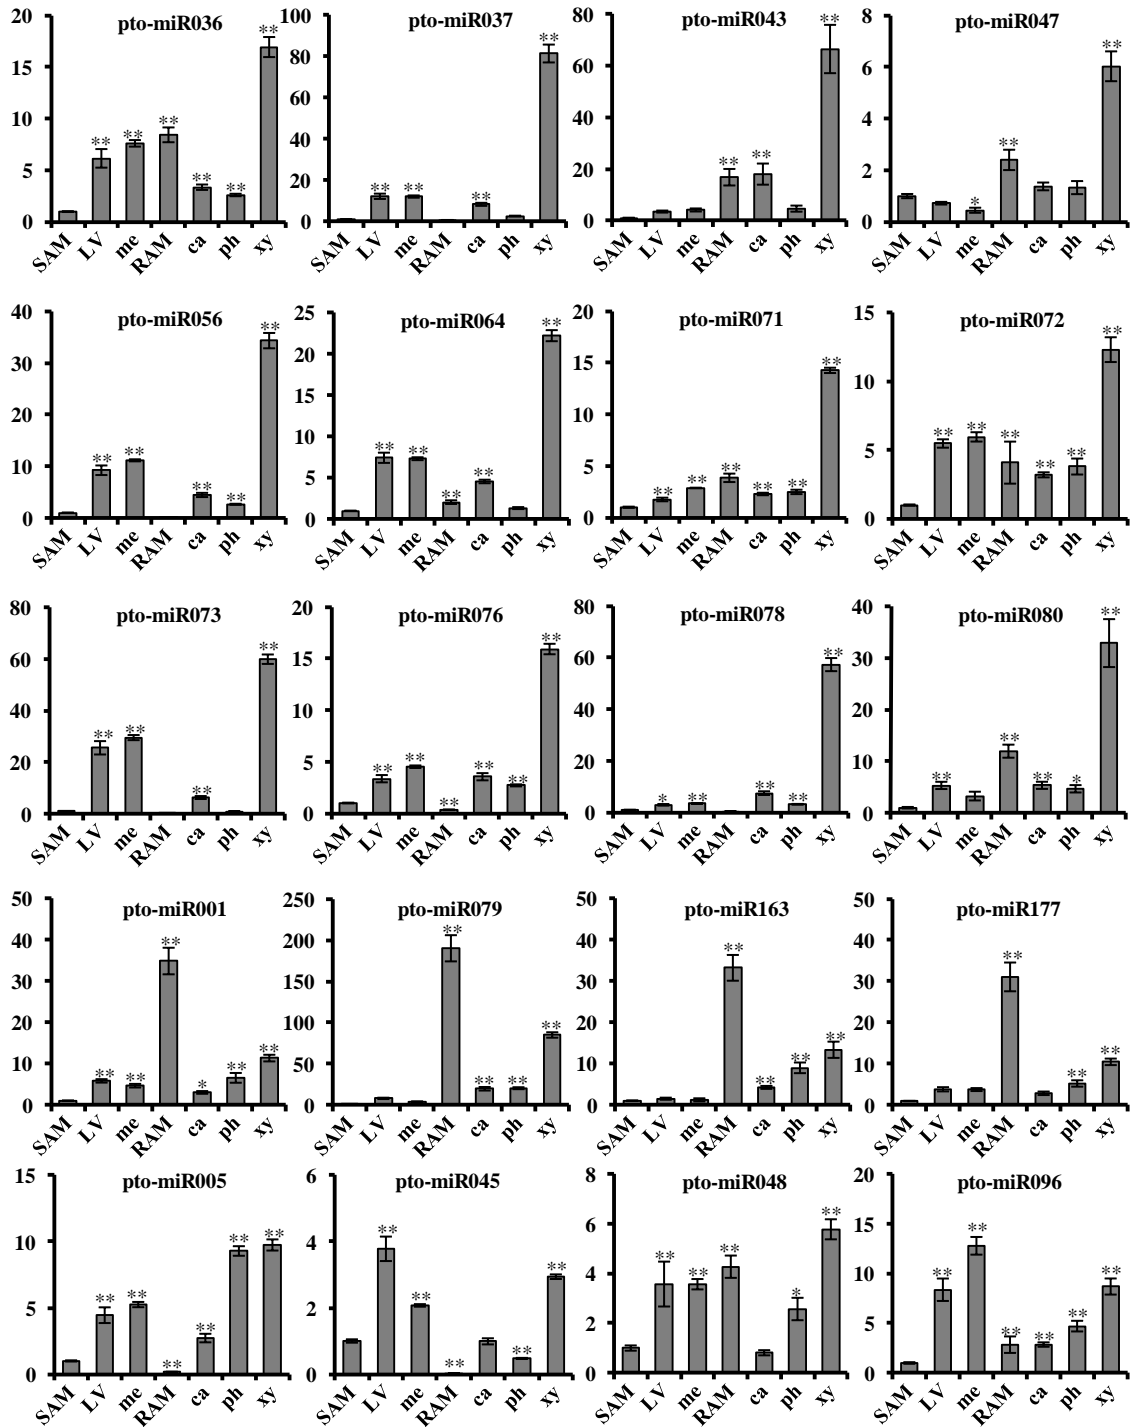 pto-miR036
20
15
10
5
0
** ** ** ** ** **
SAM LV me RAM ca ph xy
pto-miR037
100
80
60
40
20
0
** ** ** **
SAM LV me RAM ca ph xy
pto-miR043
80
60
40
20
0
** ** **
SAM LV me RAM ca ph xy
pto-miR047
8
6
4
2
0
* ** **
SAM LV me RAM ca ph xy
pto-miR056
40
30
20
10
0
** ** ** ** **
SAM LV me RAM ca ph xy
pto-miR064
25
20
15
10
5
0
** ** ** ** **
SAM LV me RAM ca ph xy
pto-miR071
20
15
10
5
0
** ** ** ** ** **
SAM LV me RAM ca ph xy
pto-miR072
15
10
5
0
** ** ** ** ** **
SAM LV me RAM ca ph xy
pto-miR073
80
60
40
20
0
** ** ** **
SAM LV me RAM ca ph xy
pto-miR076
20
15
10
5
0
** ** ** ** ** **
SAM LV me RAM ca ph xy
pto-miR078
80
60
40
20
0
* ** ** ** **
SAM LV me RAM ca ph xy
pto-miR080
40
30
20
10
0
** ** ** * **
SAM LV me RAM ca ph xy
pto-miR001
50
40
30
20
10
0
** ** ** * ** **
SAM LV me RAM ca ph xy
pto-miR079
250
200
150
100
50
0
** ** ** **
SAM LV me RAM ca ph xy
pto-miR163
50
40
30
20
10
0
** ** ** **
SAM LV me RAM ca ph xy
pto-miR177
50
40
30
20
10
0
** ** **
SAM LV me RAM ca ph xy
pto-miR005
15
10
5
0
** ** ** ** ** **
SAM LV me RAM ca ph xy
pto-miR045
6
4
2
0
** ** ** ** **
SAM LV me RAM ca ph xy
pto-miR048
8
6
4
2
0
** ** ** * **
SAM LV me RAM ca ph xy
pto-miR096
20
15
10
5
0
** ** ** ** ** **
SAM LV me RAM ca ph xy